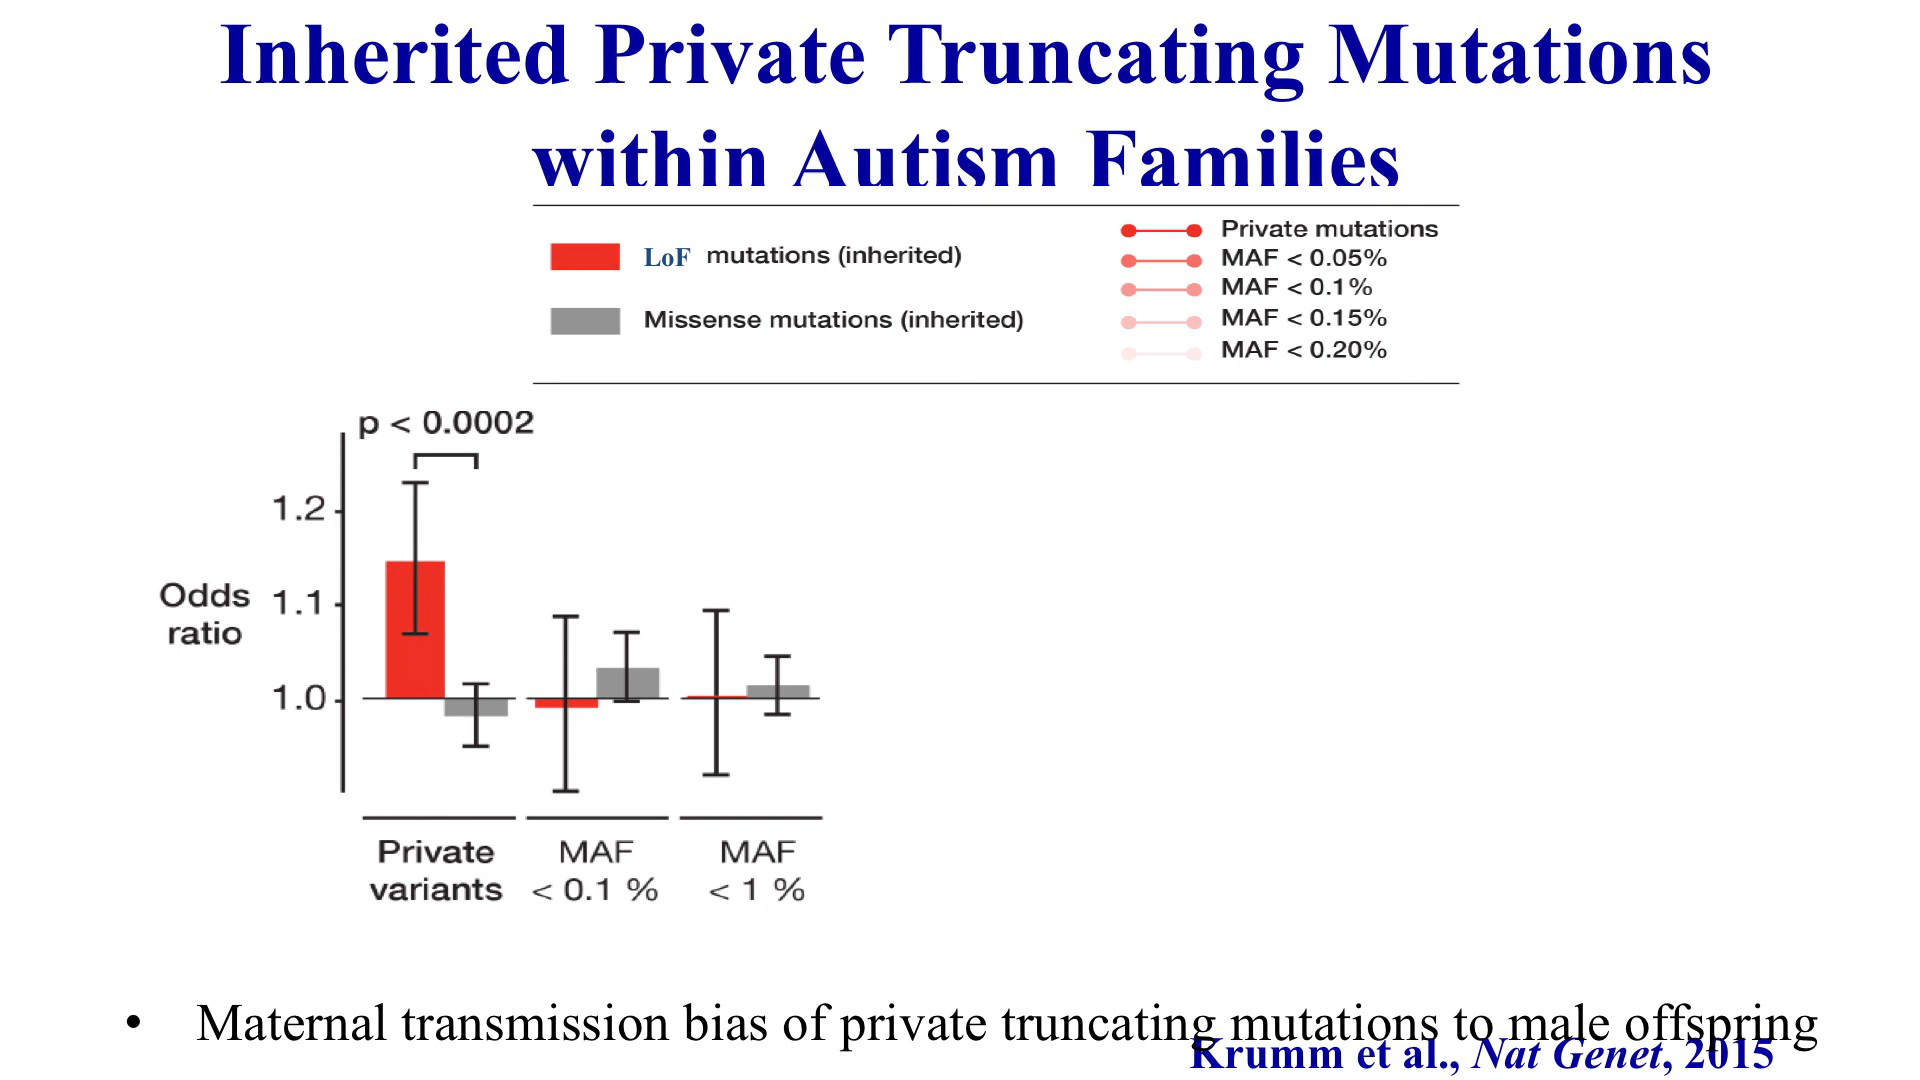 Inherited Private Truncating Mutations
within Autism Families
LoF mutations (inherited)
Missense mutations (inherited)
Private mutations
MAF < 0.05%
MAF < 0.1%
MAF < 0.15%
MAF < 0.20%
p < 0.0002
1.2
1.1
1.0
Odds
ratio
Private
variants
MAF
< 0.1 %
MAF
< 1 %
• Maternal transmission bias of private truncating mutations to male offspring
Krumm et al., Nat Genet, 2015